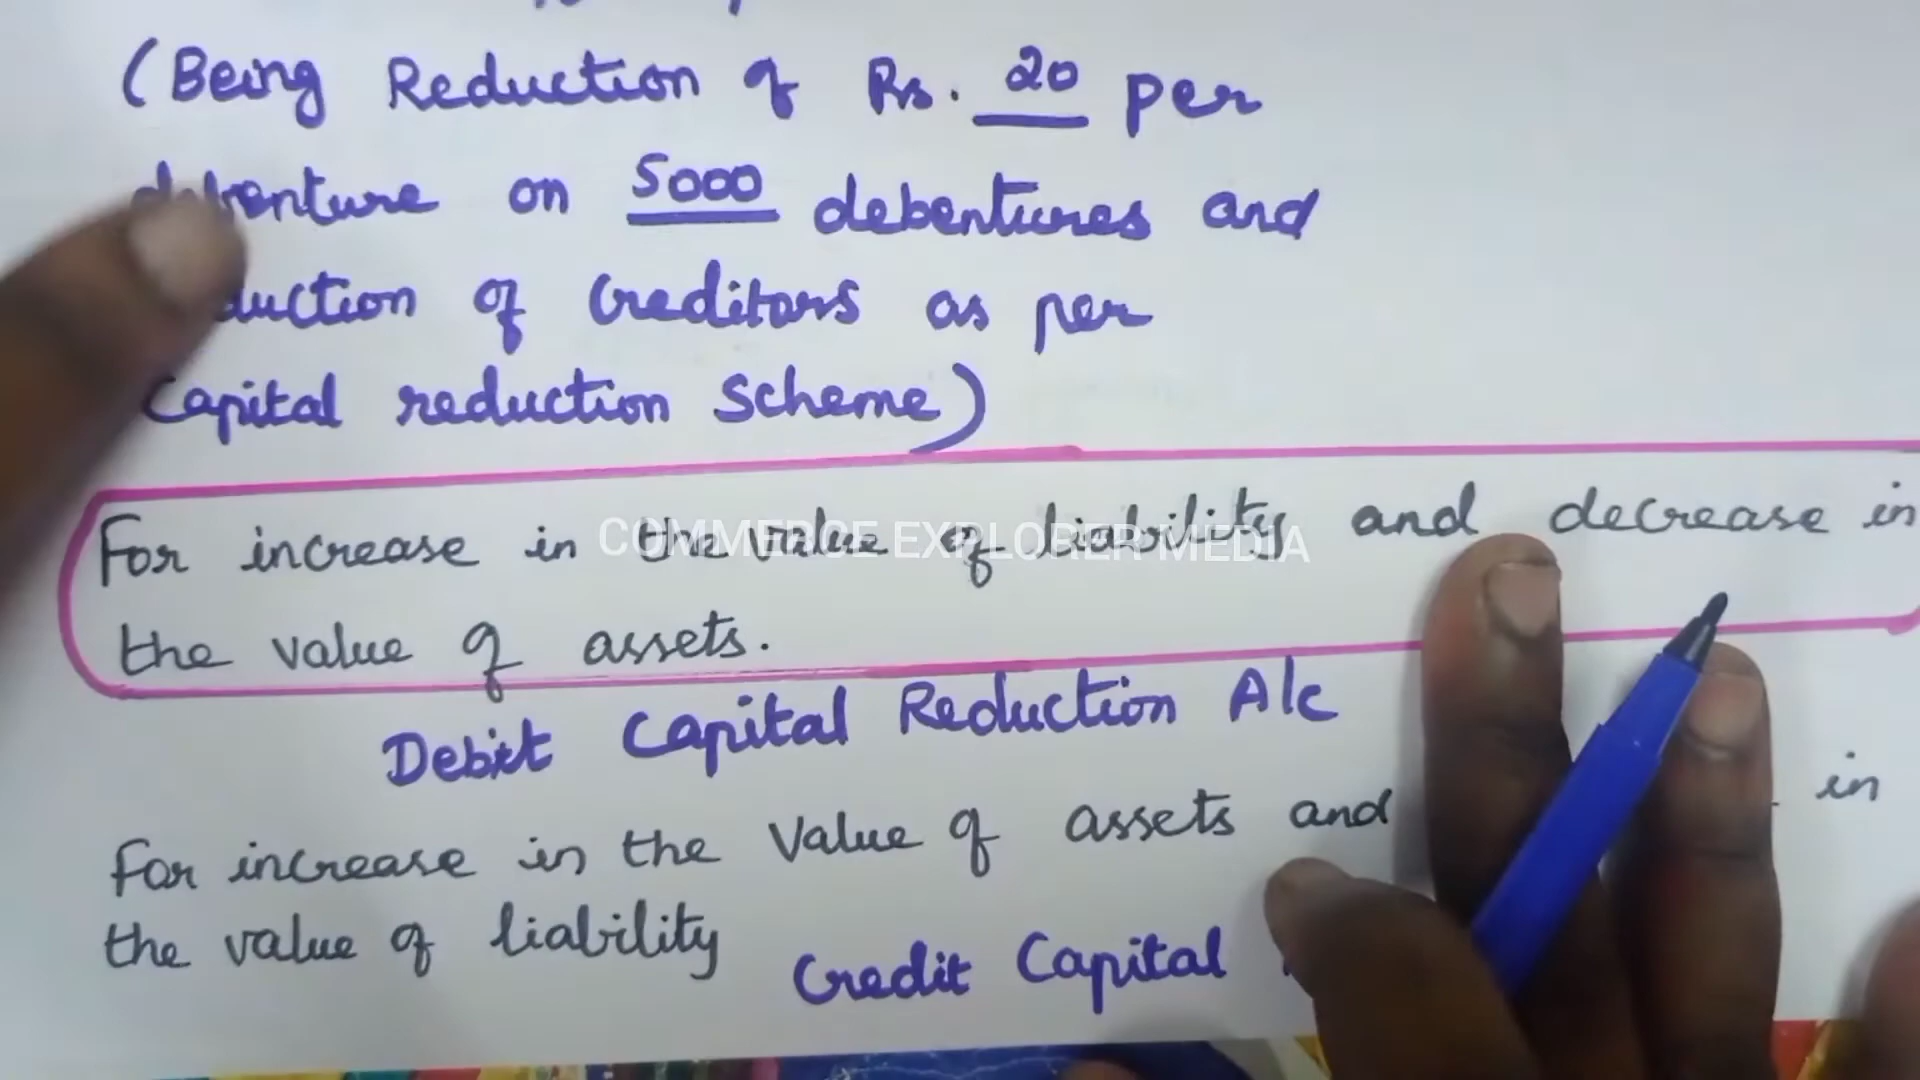 (Being Reduction of Rs. 20 per
debenture on 5000 debentures and
duction of Creditors as per
Capital reduction Scheme)
For increase in the value of liability and decrease in
COMMERCE EXPLORER MEDIA
the value of assets.
Debit Capital Reduction A/c
For increase in the Value of assets and in
the value of liability
Credit Capital